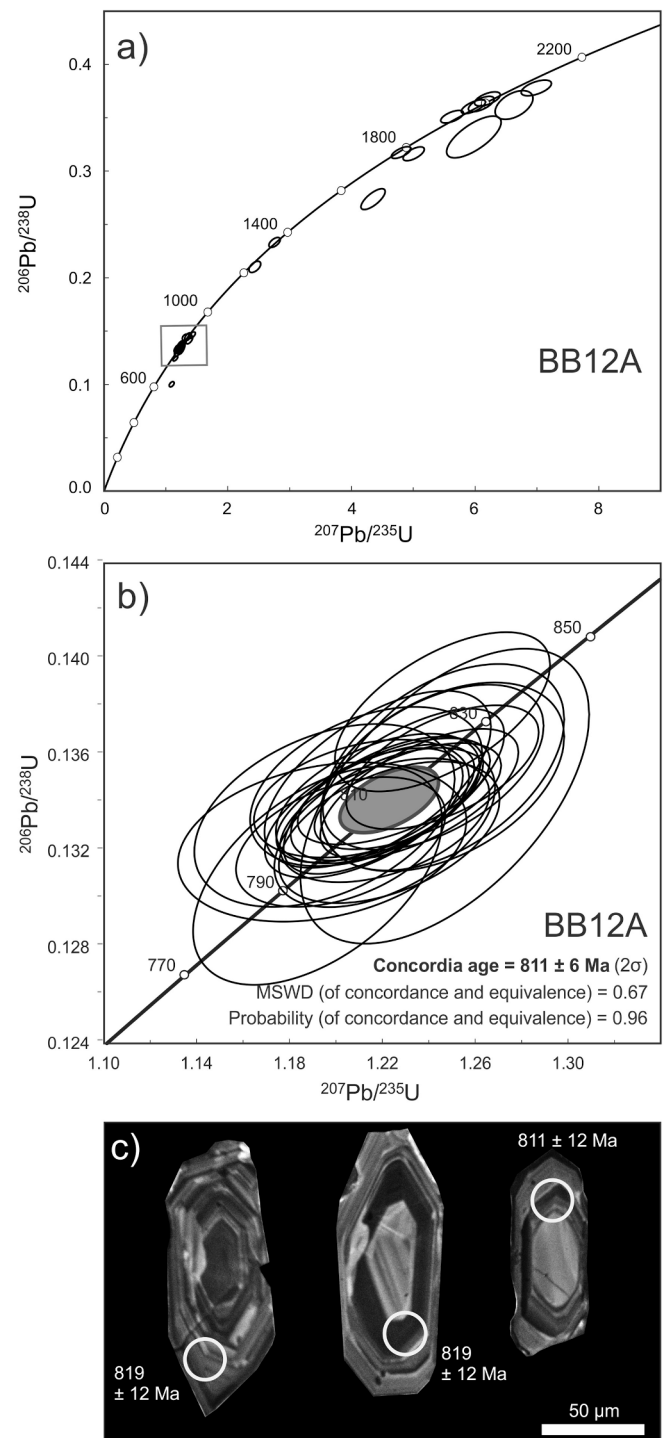 a)
0.4
0.3
0.2
0.1
0.0
206Pb/238U
2200
1800
1400
1000
600
BB12A
0 2 4 6 8
207Pb/235U
b)
0.144
0.140
0.136
0.132
0.128
0.124
206Pb/238U
850
830
810
790
770
BB12A
Concordia age = 811 ± 6 Ma (2σ)
MSWD (of concordance and equivalence) = 0.67
Probability (of concordance and equivalence) = 0.96
1.10 1.14 1.18 1.22 1.26 1.30
207Pb/235U
c)
811 ± 12 Ma
819
± 12 Ma
819
± 12 Ma
50 µm